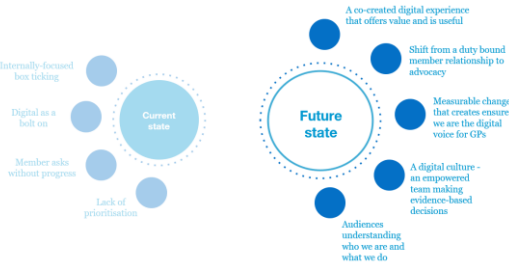 Internally-focused
box ticking
Digital as a
bolt on
Member asks
without progress
Lack of
prioritisation
Current
state
A co-created digital experience
that offers value and is useful
Shift from a duty bound
member relationship to
advocacy
Measurable change
that creates ensure
we are the digital
voice for GPs
A digital culture -
an empowered
team making
evidence-based
decisions
Audiences
understanding
who we are and
what we do
Future
state